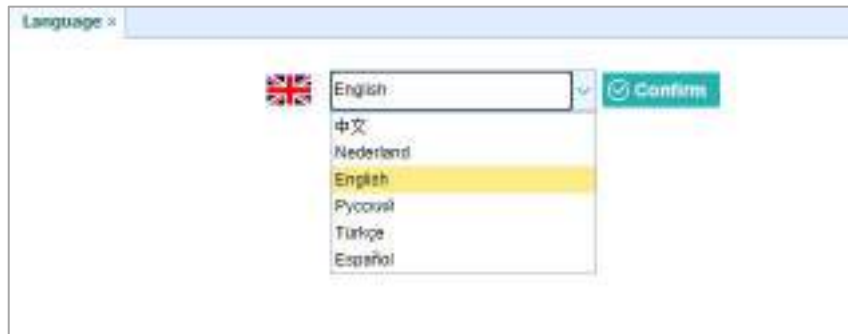 Language ×
English
Confirm
中文
Nederland
English
Русский
Türkçe
Español